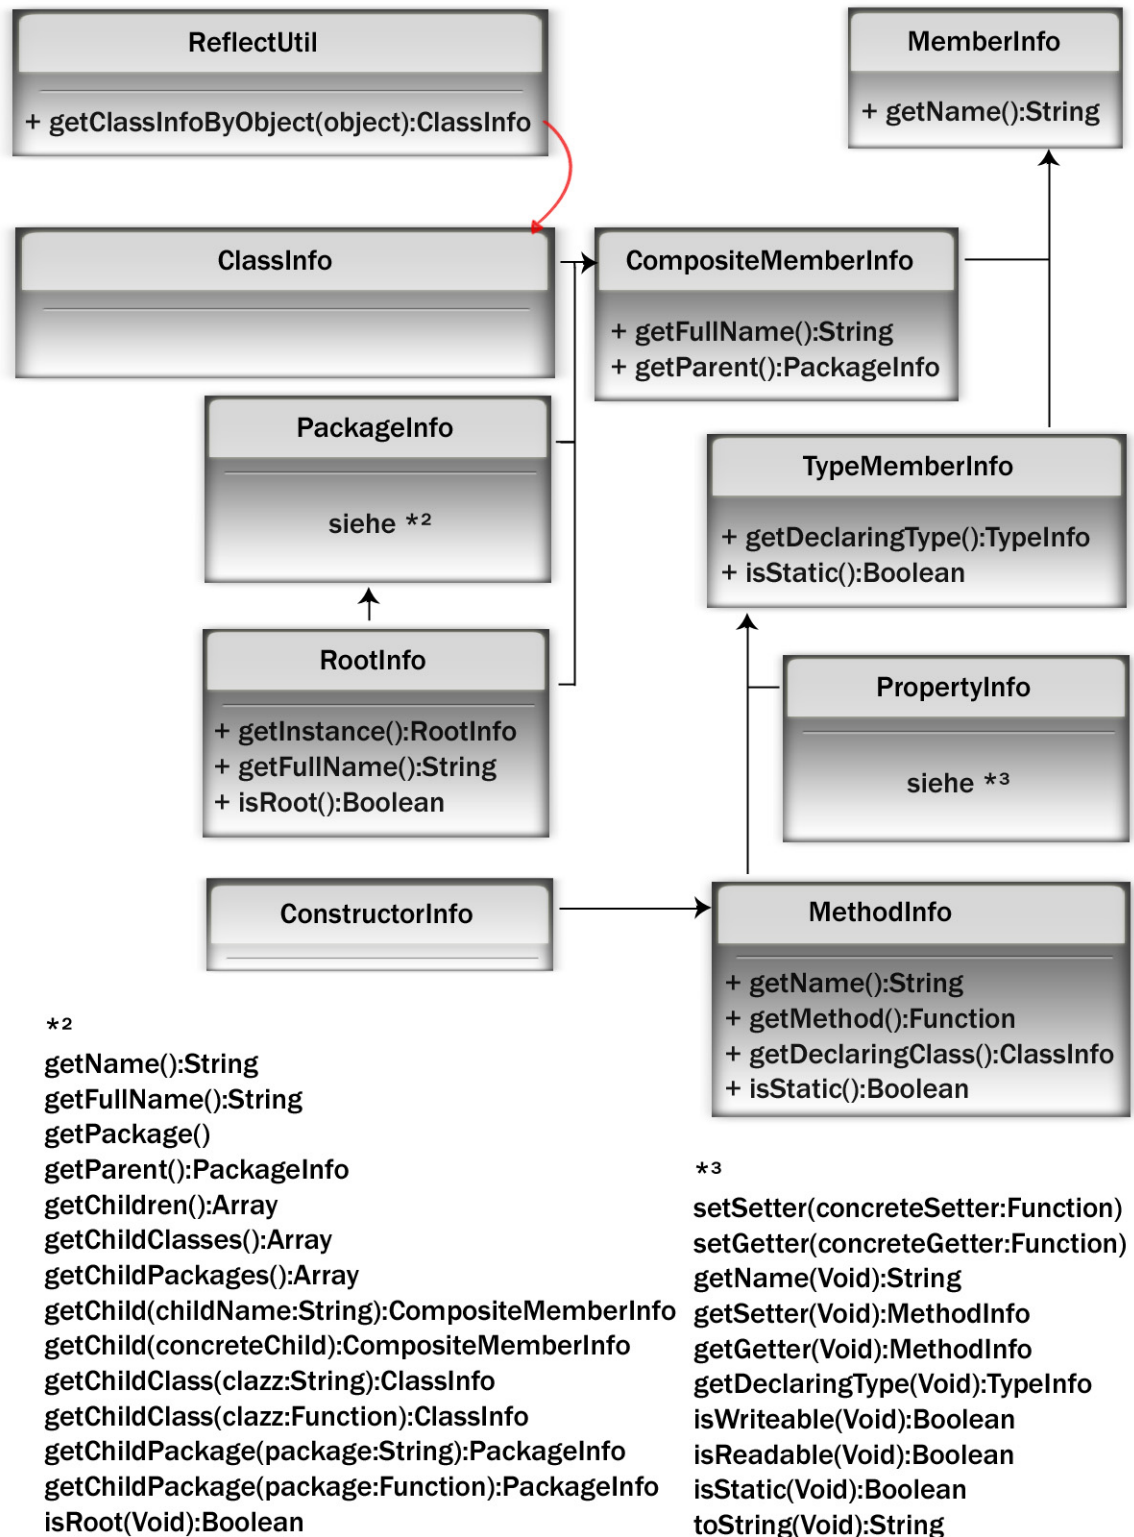 ReflectUtil
+ getClassInfoByObject(object):ClassInfo
MemberInfo
+ getName():String
ClassInfo
CompositeMemberInfo
+ getFullName():String
+ getParent():PackageInfo
PackageInfo
siehe *²
TypeMemberInfo
+ getDeclaringType():TypeInfo
+ isStatic():Boolean
RootInfo
+ getInstance():RootInfo
+ getFullName():String
+ isRoot():Boolean
PropertyInfo
siehe *³
ConstructorInfo
MethodInfo
+ getName():String
+ getMethod():Function
+ getDeclaringClass():ClassInfo
+ isStatic():Boolean
*²
getName():String
getFullName():String
getPackage()
getParent():PackageInfo
getChildren():Array
getChildClasses():Array
getChildPackages():Array
getChild(childName:String):CompositeMemberInfo
getChild(concreteChild):CompositeMemberInfo
getChildClass(clazz:String):ClassInfo
getChildClass(clazz:Function):ClassInfo
getChildPackage(package:String):PackageInfo
getChildPackage(package:Function):PackageInfo
isRoot(Void):Boolean
*³
setSetter(concreteSetter:Function)
setGetter(concreteGetter:Function)
getName(Void):String
getSetter(Void):MethodInfo
getGetter(Void):MethodInfo
getDeclaringType(Void):TypeInfo
isWriteable(Void):Boolean
isReadable(Void):Boolean
isStatic(Void):Boolean
toString(Void):String